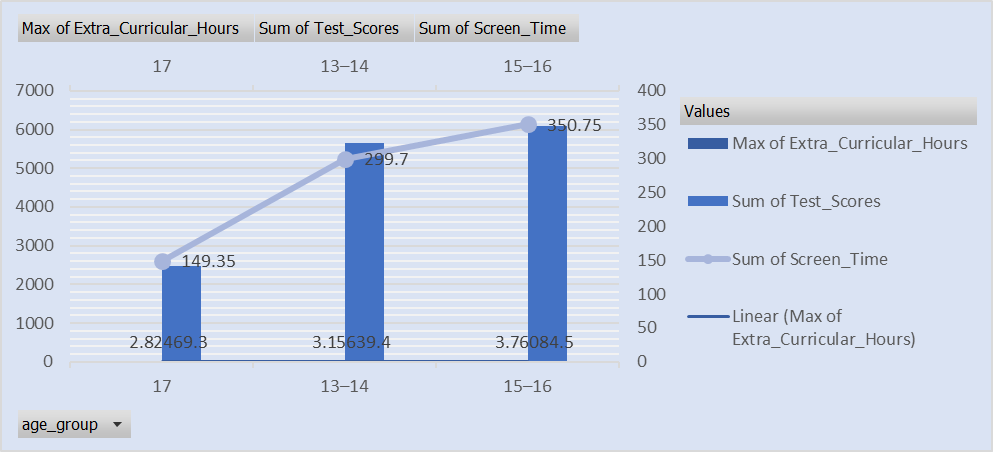 Max of Extra_Curricular_Hours Sum of Test_Scores Sum of Screen_Time
17 13–14 15–16
7000
6000
5000
4000
3000
2000
1000
0
350.75
299.7
149.35
2.82469.3 3.15639.4 3.76084.5
400
350
300
250
200
150
100
50
0
17 13–14 15–16
Values
Max of Extra_Curricular_Hours
Sum of Test_Scores
Sum of Screen_Time
Linear (Max of
Extra_Curricular_Hours)
age_group